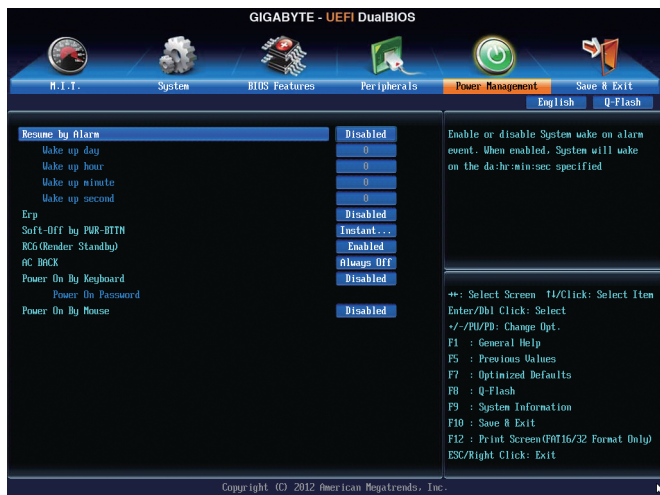 GIGABYTE - UEFI DualBIOS
M.I.T. System BIOS Features Peripherals Power Management Save & Exit
English Q-Flash
Resume by Alarm Disabled
Wake up day 0
Wake up hour 0
Wake up minute 0
Wake up second 0
Erp Disabled
Soft-Off by PWR-BTTN Instant...
RC6(Render Standby) Enabled
AC BACK Always Off
Power On By Keyboard Disabled
Power On Password
Power On By Mouse Disabled
Enable or disable System wake on alarm
event. When enabled, System will wake
on the da:hr:min:sec specified
↔: Select Screen ↑↓/Click: Select Item
Enter/Dbl Click: Select
+/-/PU/PD: Change Opt.
F1 : General Help
F5 : Previous Values
F7 : Optimized Defaults
F8 : Q-Flash
F9 : System Information
F10 : Save & Exit
F12 : Print Screen(FAT16/32 Format Only)
ESC/Right Click: Exit
Copyright (C) 2012 American Megatrends, Inc.